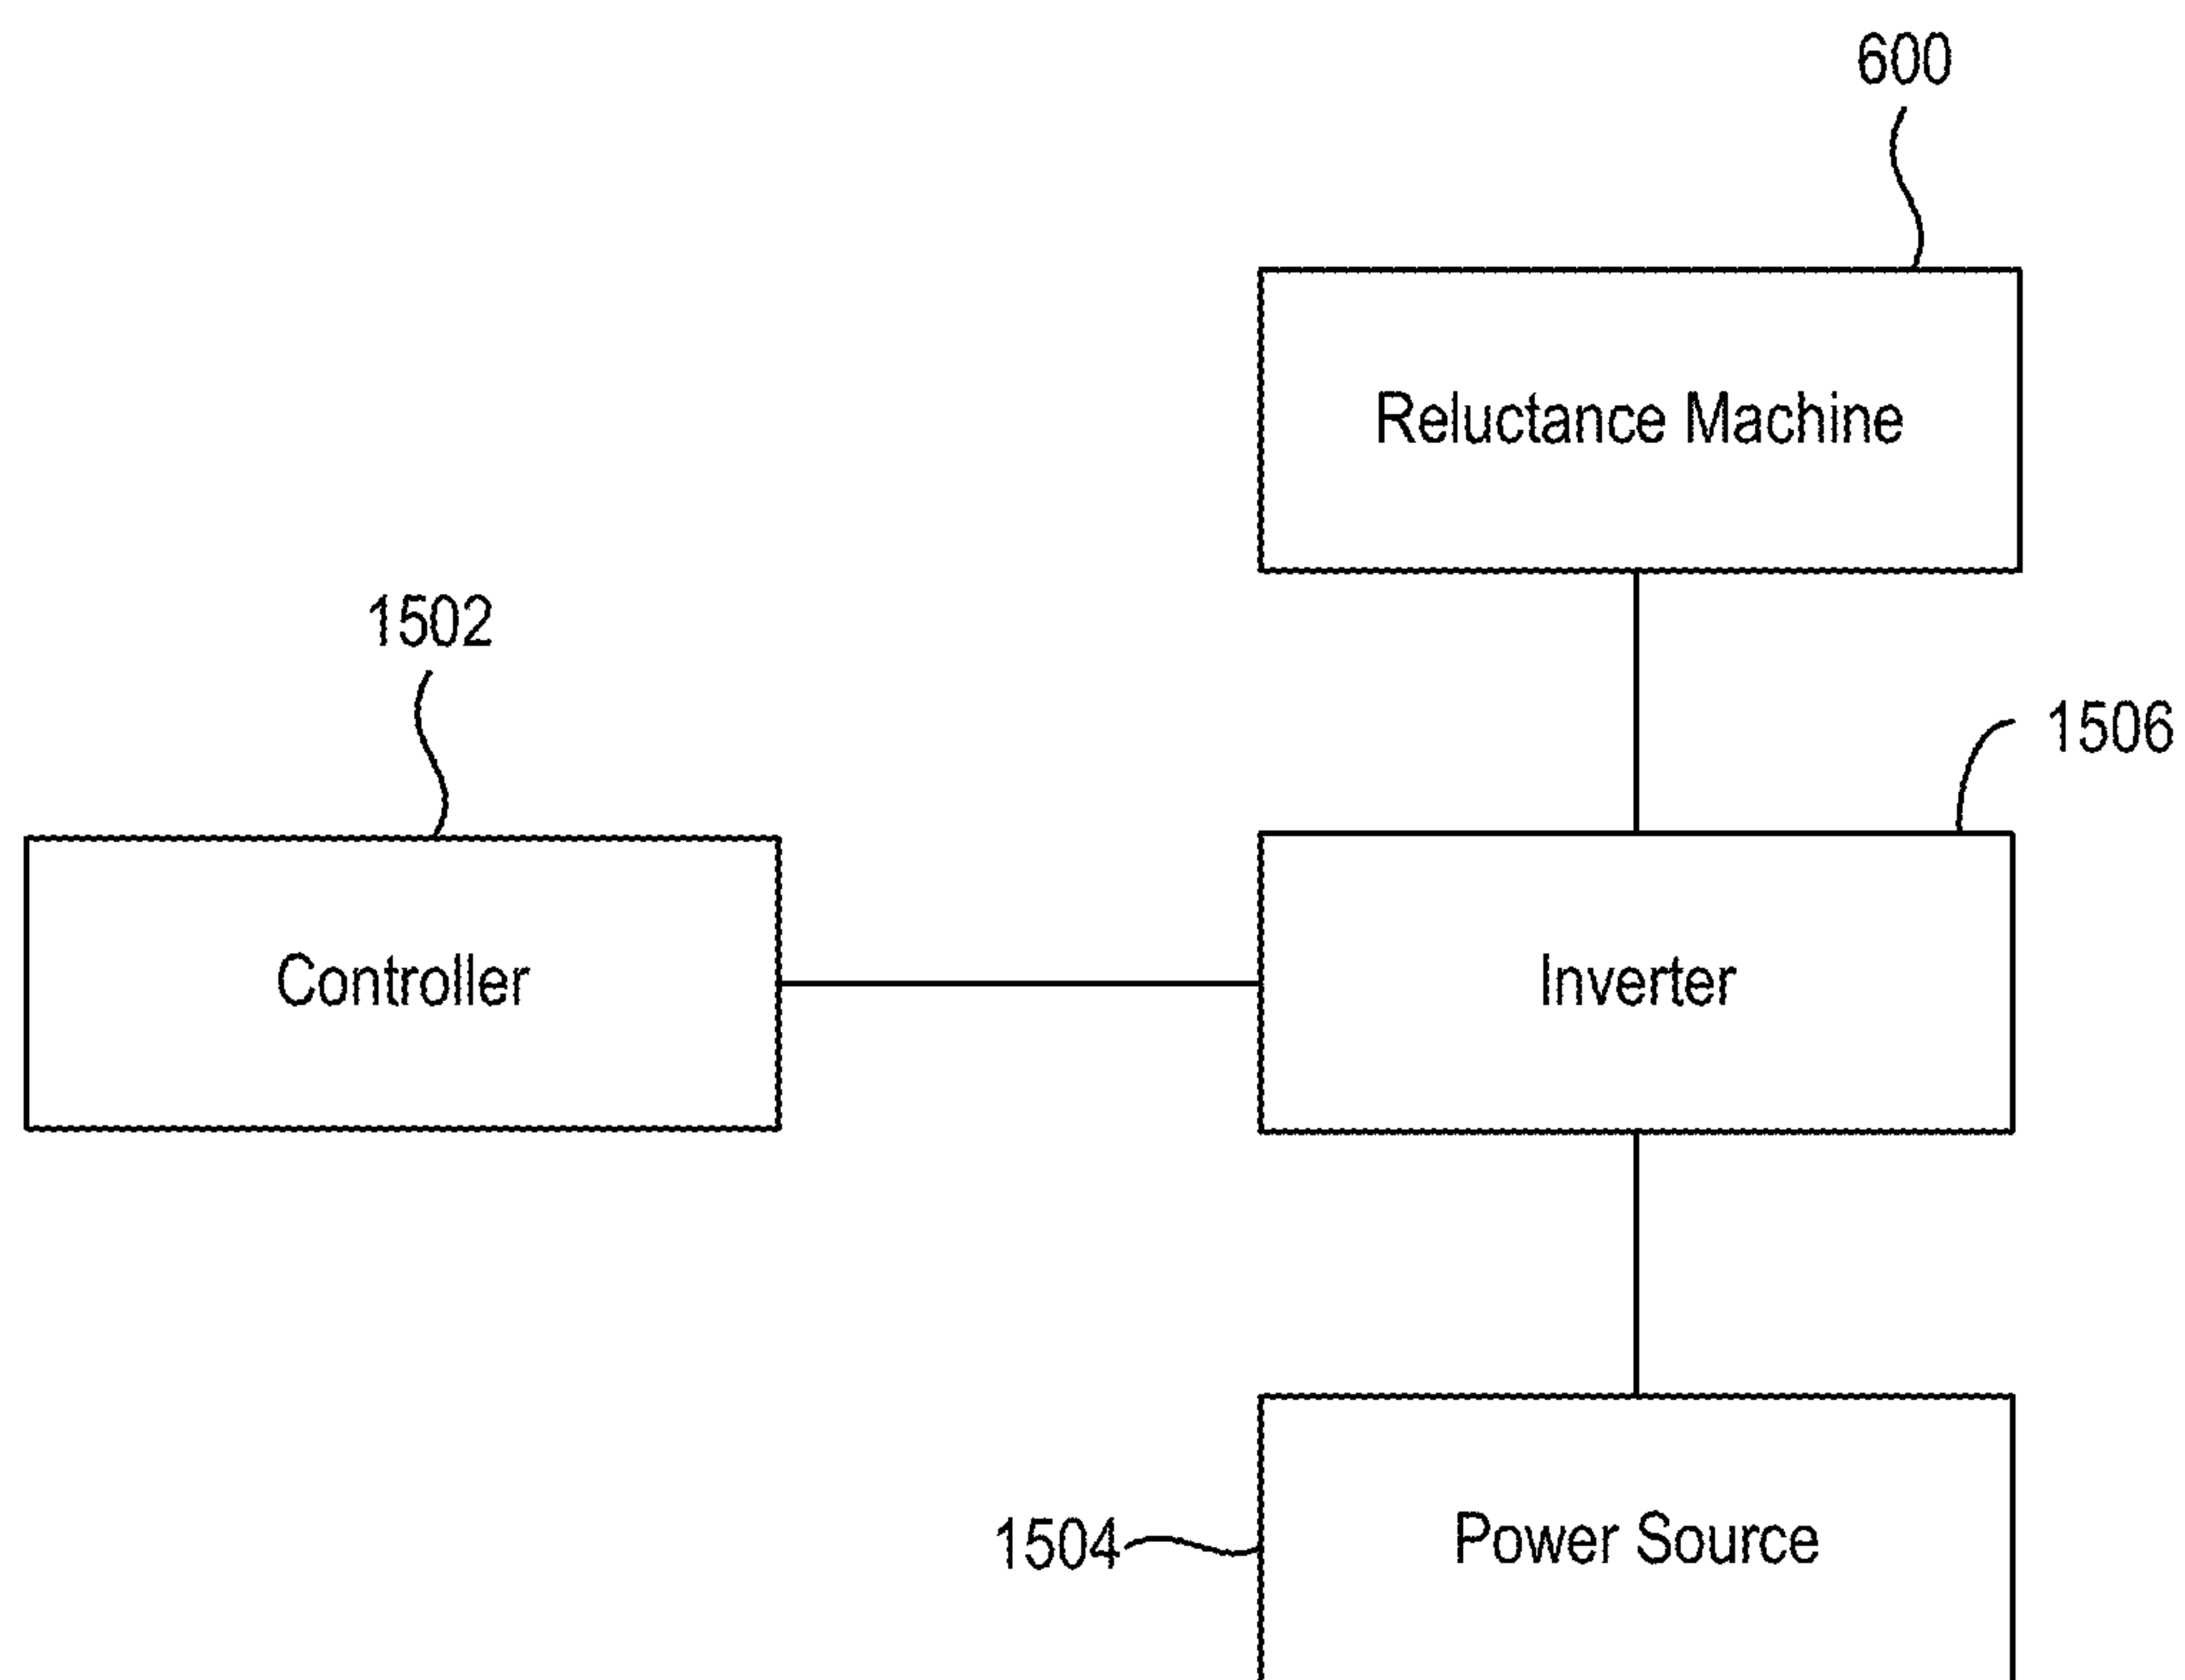 600
Reluctance Machine
1502
1506
Controller
Inverter
1504
Power Source